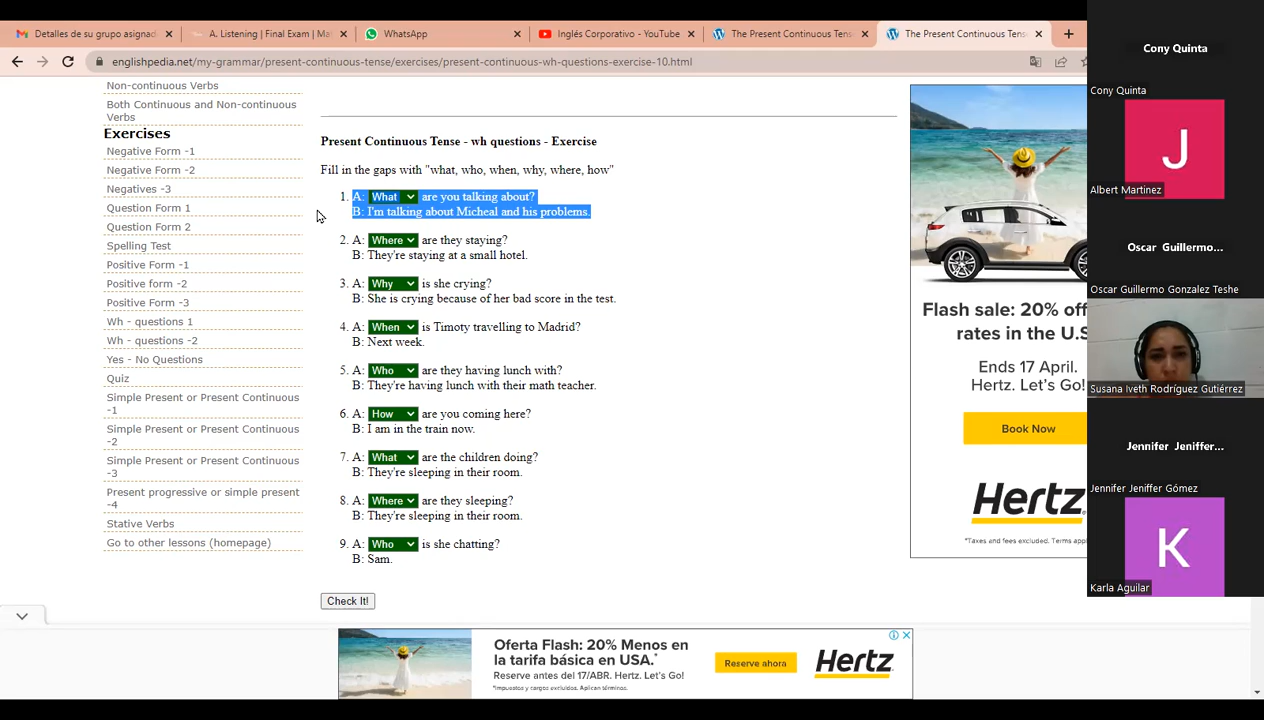 Detalles de su grupo asignad
A. Listening | Final Exam | Ma
WhatsApp
Inglés Corporativo - YouTube
The Present Continuous Ten
The Present Continuous Tens
englishpedia.net/my-grammar/present-continuous-tense/exercises/present-continuous-wh-questions-exercise-10.html
Non-continuous Verbs
Both Continuous and Non-continuous
Verbs
Exercises
Negative Form -1
Negative Form -2
Negatives -3
Question Form 1
Question Form 2
Spelling Test
Positive Form -1
Positive form -2
Positive Form -3
Wh - questions 1
Wh - questions -2
Yes - No Questions
Quiz
Simple Present or Present Continuous
-1
Simple Present or Present Continuous
-2
Simple Present or Present Continuous
-3
Present progressive or simple present
-4
Stative Verbs
Go to other lessons (homepage)
Present Continuous Tense - wh questions - Exercise
Fill in the gaps with "what, who, when, why, where, how"
1. A: What are you talking about?
B: I'm talking about Micheal and his problems.
2. A: Where are they staying?
B: They're staying at a small hotel.
3. A: Why is she crying?
B: She is crying because of her bad score in the test.
4. A: When is Timoty travelling to Madrid?
B: Next week.
5. A: Who are they having lunch with?
B: They're having lunch with their math teacher.
6. A: How are you coming here?
B: I am in the train now.
7. A: What are the children doing?
B: They're sleeping in their room.
8. A: Where are they sleeping?
B: They're sleeping in their room.
9. A: Who is she chatting?
B: Sam.
Check It!
Flash sale: 20% off
rates in the U.S
Ends 17 April.
Hertz. Let's Go!
Book Now
Hertz
*Taxes and fees excluded. Terms
Oferta Flash: 20% Menos en
la tarifa básica en USA.*
Reserve antes del 17/ABR. Hertz. Let's Go!
*Impuestos y cargos excluidos. Aplican términos.
Reserve ahora
Hertz
Cony Quinta
Cony Quinta
J
Albert Martinez
Oscar Guillermo...
Oscar Guillermo Gonzalez Teshe
Susana Iveth Rodríguez Gutiérrez
Jennifer Jeniffer...
Jennifer Jeniffer Gómez
K
Karla Aguilar